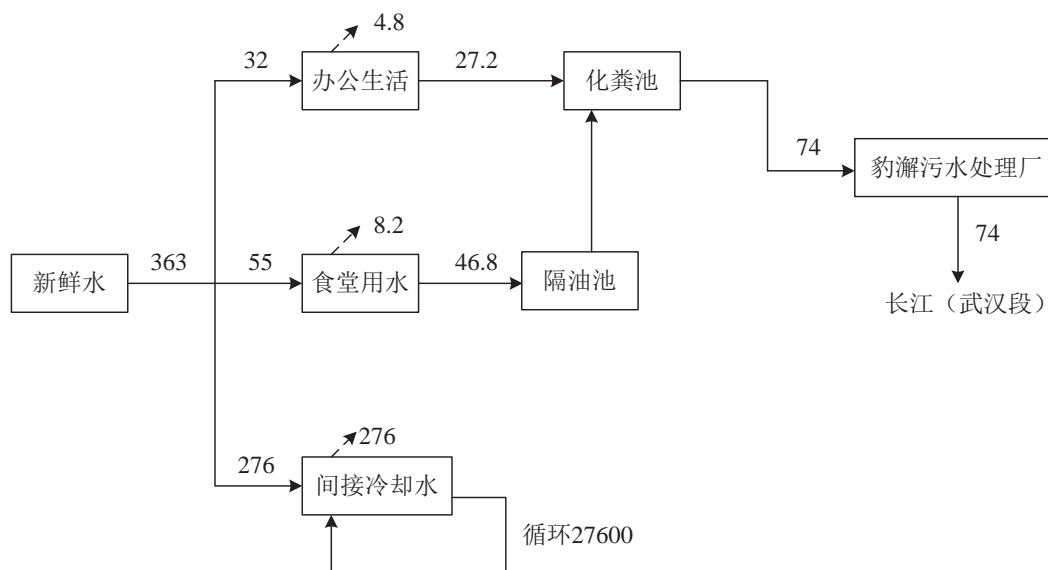 4.8
32
办公生活
27.2
化粪池
74
豹澥污水处理厂
8.2
74
新鲜水
363
55
食堂用水
46.8
隔油池
长江（武汉段）
276
276
间接冷却水
循环27600